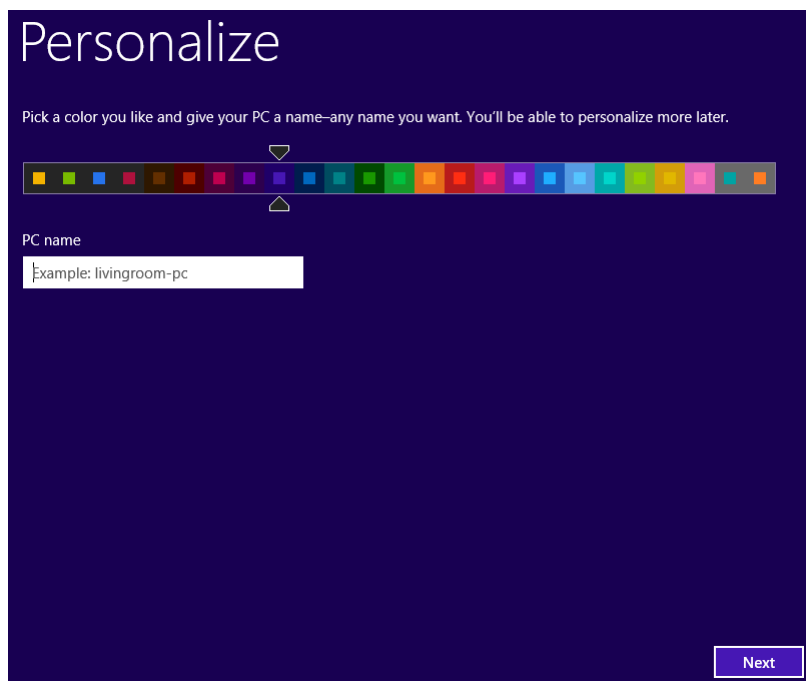 Personalize
Pick a color you like and give your PC a name–any name you want. You'll be able to personalize more later.
PC name
Example: livingroom-pc
Next